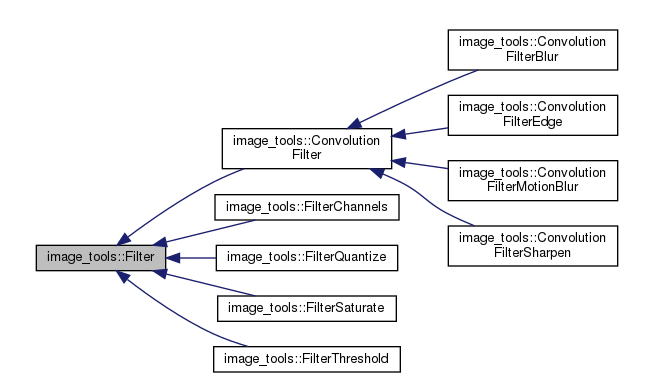 image_tools::Convolution
FilterBlur
image_tools::Convolution
FilterEdge
image_tools::Convolution
Filter
image_tools::Convolution
FilterMotionBlur
image_tools::FilterChannels
image_tools::Convolution
FilterSharpen
image_tools::Filter
image_tools::FilterQuantize
image_tools::FilterSaturate
image_tools::FilterThreshold